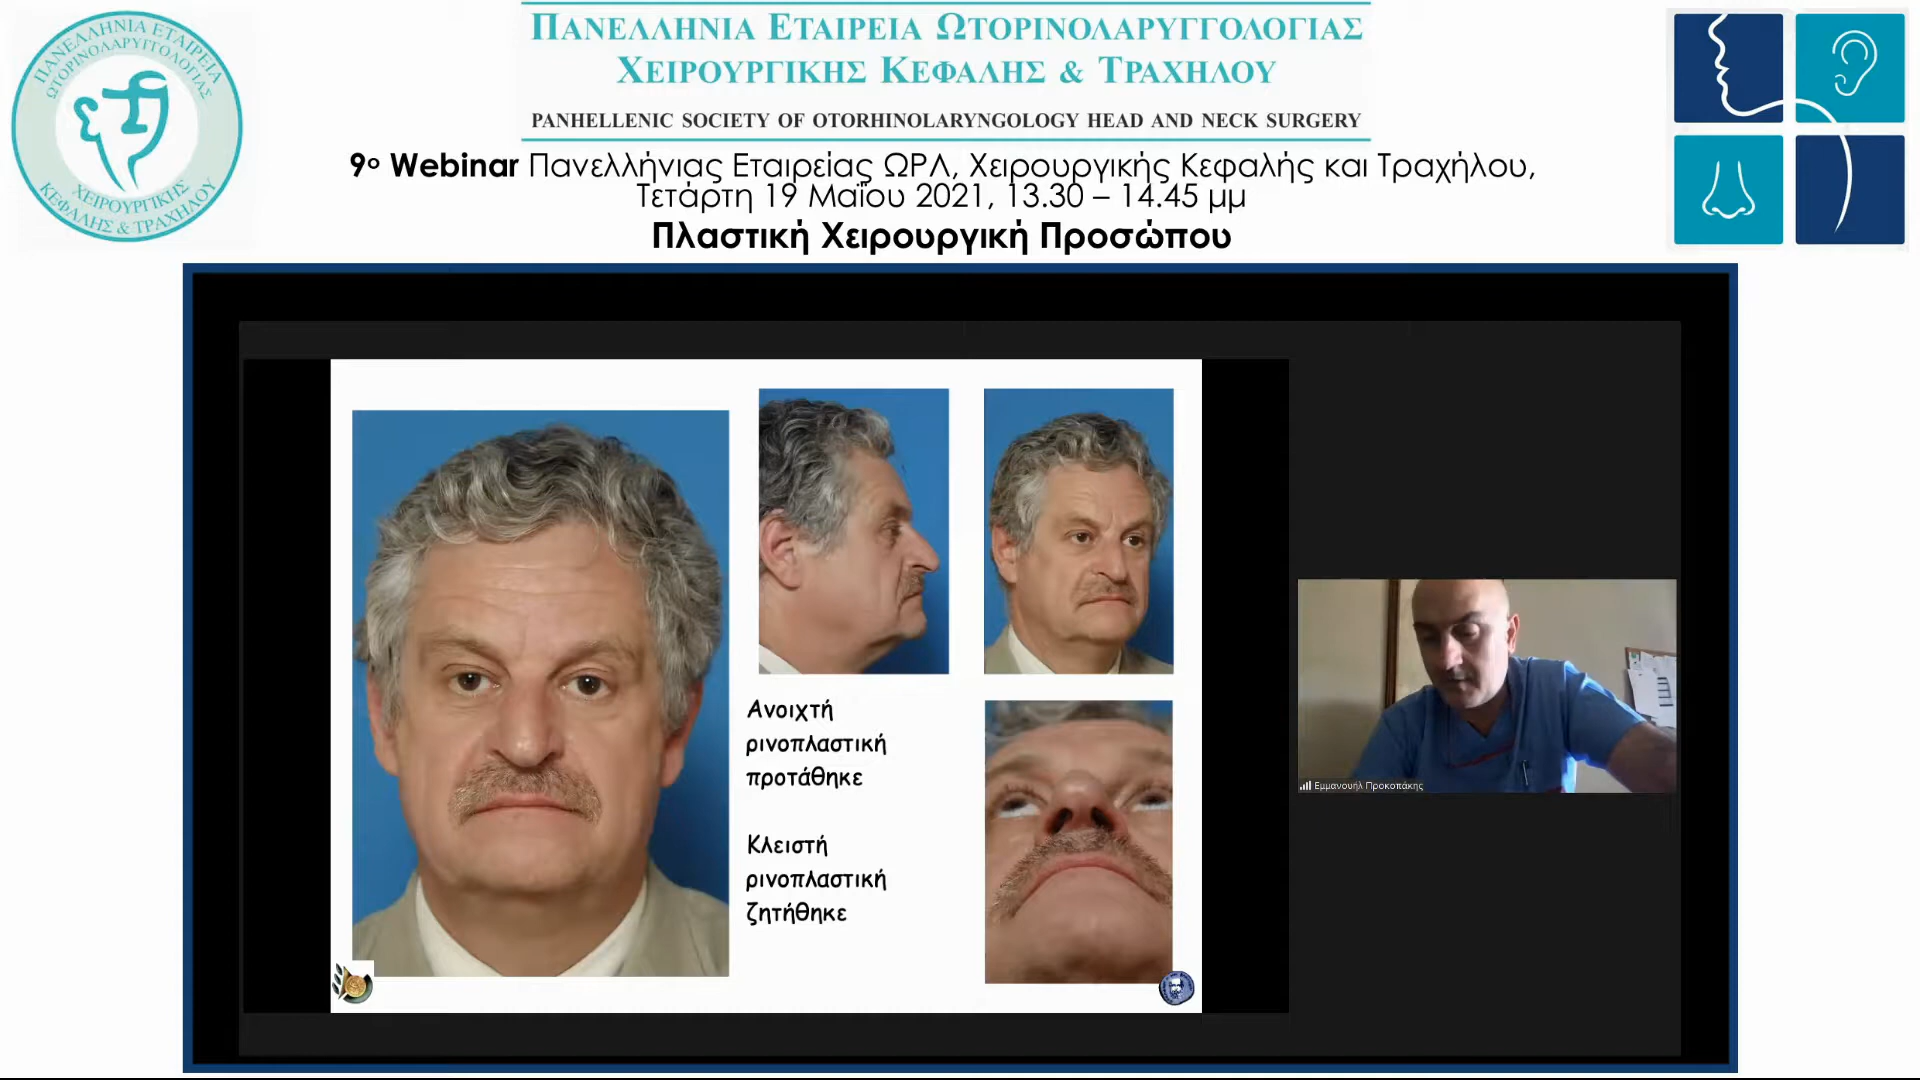 ΠΑΝΕΛΛΗΝΙΑ ΕΤΑΙΡΕΙΑ
ΩΤΟΡΙΝΟΛΑΡΥΓΓΟΛΟΓΙΑΣ
ΧΕΙΡΟΥΡΓΙΚΗΣ
ΚΕΦΑΛΗΣ & ΤΡΑΧΗΛΟΥ
ΠΑΝΕΛΛΗΝΙΑ ΕΤΑΙΡΕΙΑ ΩΤΟΡΙΝΟΛΑΡΥΓΓΟΛΟΓΙΑΣ
ΧΕΙΡΟΥΡΓΙΚΗΣ ΚΕΦΑΛΗΣ & ΤΡΑΧΗΛΟΥ
PANHELLENIC SOCIETY OF OTORHINOLARYNGOLOGY HEAD AND NECK SURGERY
9ο Webinar Πανελλήνιας Εταιρείας ΩΡΛ, Χειρουργικής Κεφαλής και Τραχήλου,
Τετάρτη 19 Μαΐου 2021, 13.30 – 14.45 μμ
Πλαστική Χειρουργική Προσώπου
Ανοιχτή
ρινοπλαστική
προτάθηκε
Κλειστή
ρινοπλαστική
ζητήθηκε
Εμμανουήλ Προκοπάκης